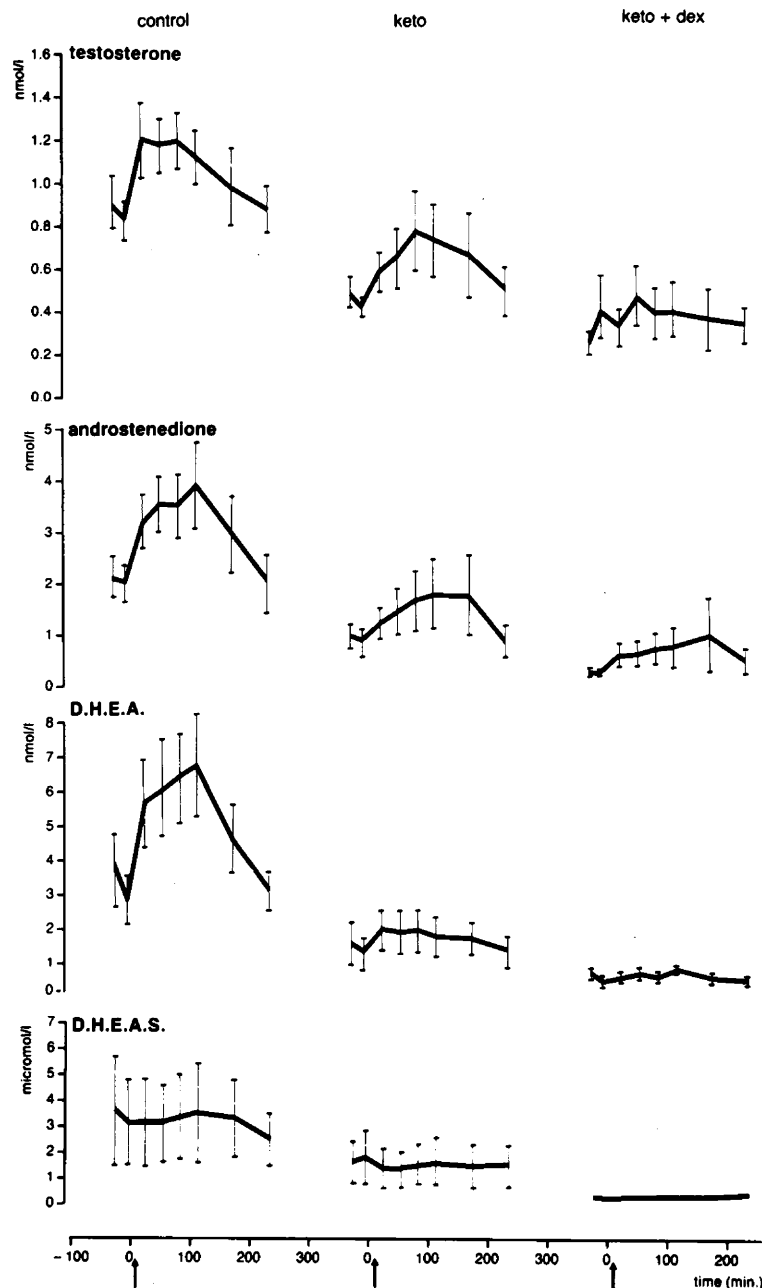 control keto keto + dex
testosterone
nmol/l
1.6
1.4
1.2
1.0
0.8
0.6
0.4
0.2
0.0
androstenedione
nmol/l
5
4
3
2
1
0
D.H.E.A.
nmol/l
8
7
6
5
4
3
2
1
0
D.H.E.A.S.
micromol/l
7
6
5
4
3
2
1
0
-100 0 100 200 300 0 100 200 300 0 100 200
time (min.)